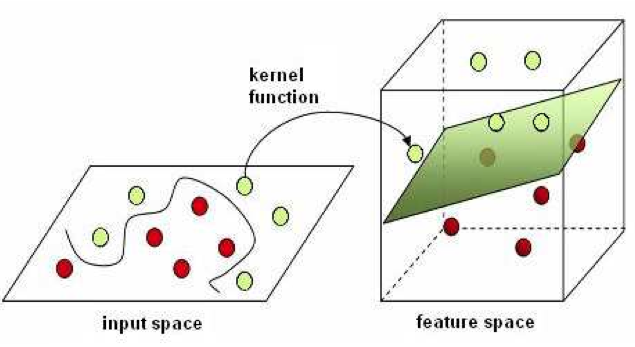 kernel
function
input space
feature space